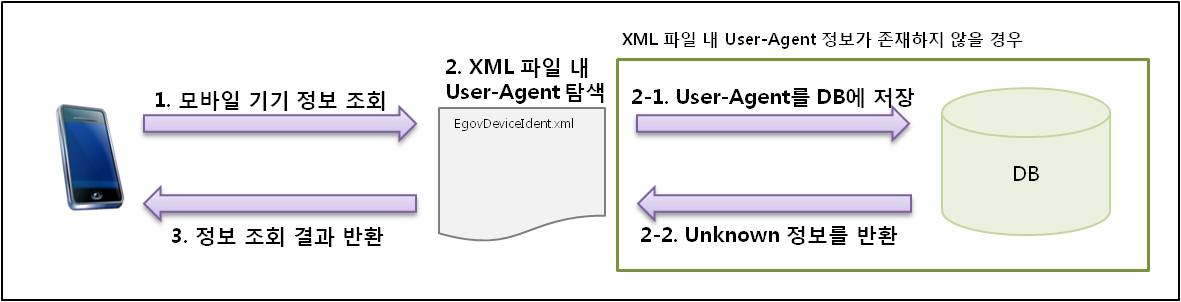 XML 파일 내 User-Agent 정보가 존재하지 않을 경우
1. 모바일 기기 정보 조회
2. XML 파일 내
User-Agent 탐색
EgovDeviceIdent.xml
2-1. User-Agent를 DB에 저장
DB
3. 정보 조회 결과 반환
2-2. Unknown 정보를 반환